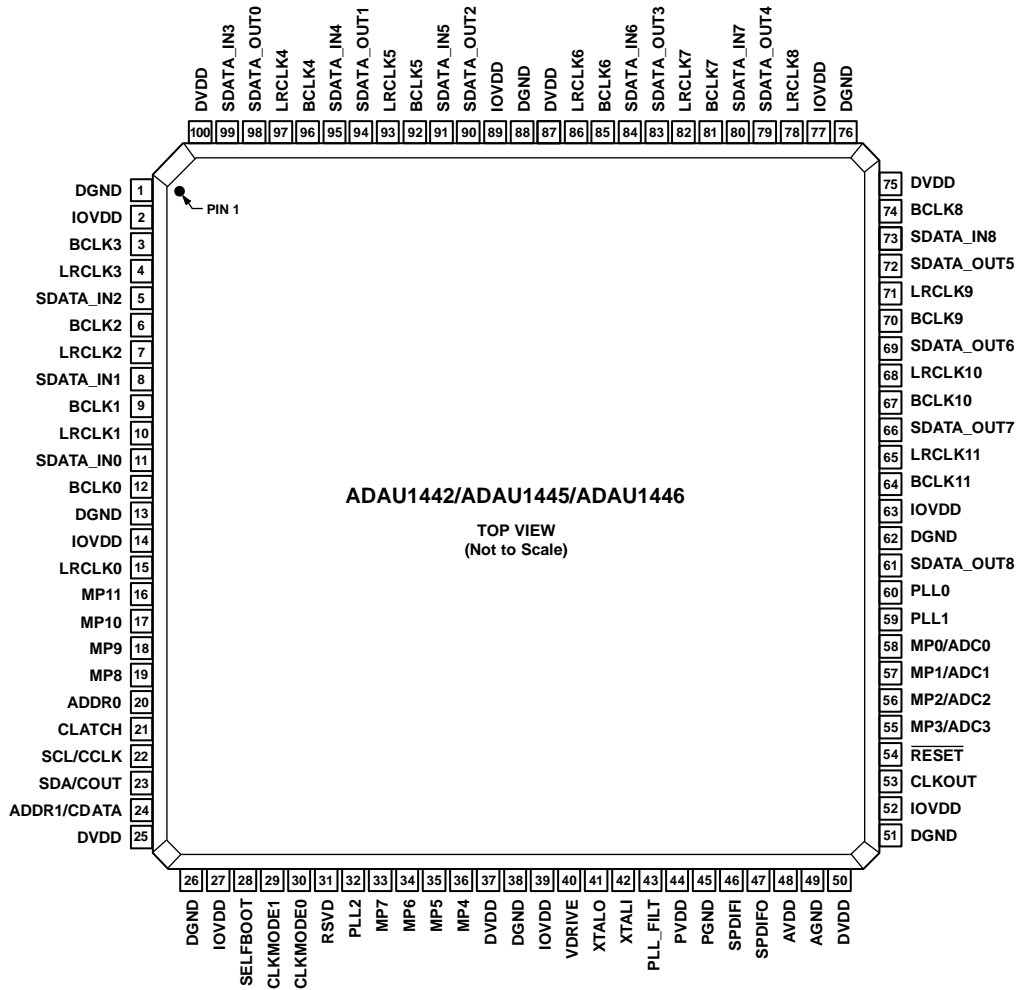 DVDD
SDATA_IN3
SDATA_OUT0
LRCLK4
BCLK4
SDATA_IN4
SDATA_OUT1
LRCLK5
BCLK5
SDATA_IN5
SDATA_OUT2
IOVDD
DGND
DVDD
LRCLK6
BCLK6
SDATA_IN6
SDATA_OUT3
LRCLK7
BCLK7
SDATA_IN7
SDATA_OUT4
LRCLK8
IOVDD
DGND
100 99 98 97 96 95 94 93 92 91 90 89 88 87 86 85 84 83 82 81 80 79 78 77 76
DGND 1
IOVDD 2
BCLK3 3
LRCLK3 4
SDATA_IN2 5
BCLK2 6
LRCLK2 7
SDATA_IN1 8
BCLK1 9
LRCLK1 10
SDATA_IN0 11
BCLK0 12
DGND 13
IOVDD 14
LRCLK0 15
MP11 16
MP10 17
MP9 18
MP8 19
ADDR0 20
CLATCH 21
SCL/CCLK 22
SDA/COUT 23
ADDR1/CDATA 24
DVDD 25
PIN 1
ADAU1442/ADAU1445/ADAU1446
TOP VIEW
(Not to Scale)
75 DVDD
74 BCLK8
73 SDATA_IN8
72 SDATA_OUT5
71 LRCLK9
70 BCLK9
69 SDATA_OUT6
68 LRCLK10
67 BCLK10
66 SDATA_OUT7
65 LRCLK11
64 BCLK11
63 IOVDD
62 DGND
61 SDATA_OUT8
60 PLL0
59 PLL1
58 MP0/ADC0
57 MP1/ADC1
56 MP2/ADC2
55 MP3/ADC3
54 RESET
53 CLKOUT
52 IOVDD
51 DGND
26 27 28 29 30 31 32 33 34 35 36 37 38 39 40 41 42 43 44 45 46 47 48 49 50
DGND
IOVDD
SELFBOOT
CLKMODE1
CLKMODE0
RSVD
PLL2
MP7
MP6
MP5
MP4
DVDD
DGND
IOVDD
VDRIVE
XTALO
XTALI
PLL_FILT
PVDD
PGND
SPDIFI
SPDIFO
AVDD
AGND
DVDD